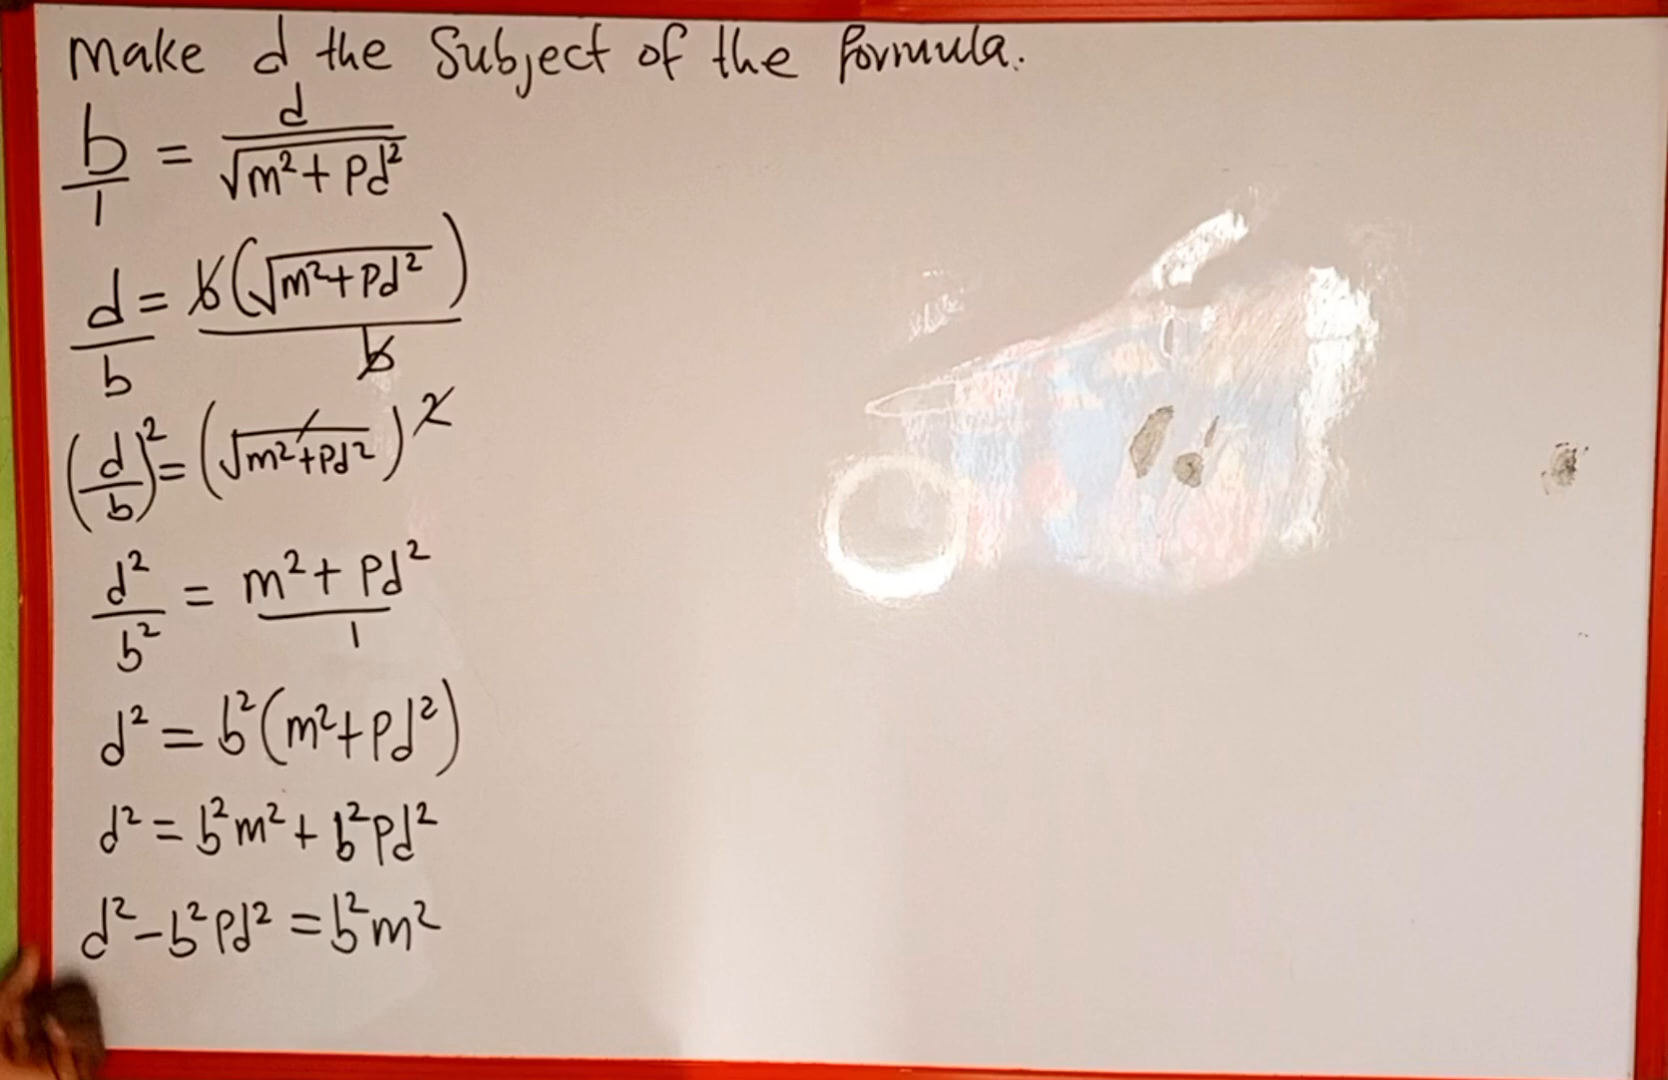 make d the Subject of the formula.
b/1 = d/√(m²+Pd²)
d/b = b(√(m²+Pd²))/b
(d/b)² = (√(m²+Pd²))²
d²/b² = (m²+Pd²)/1
d² = b²(m²+Pd²)
d² = b²m² + b²Pd²
d² - b²Pd² = b²m²